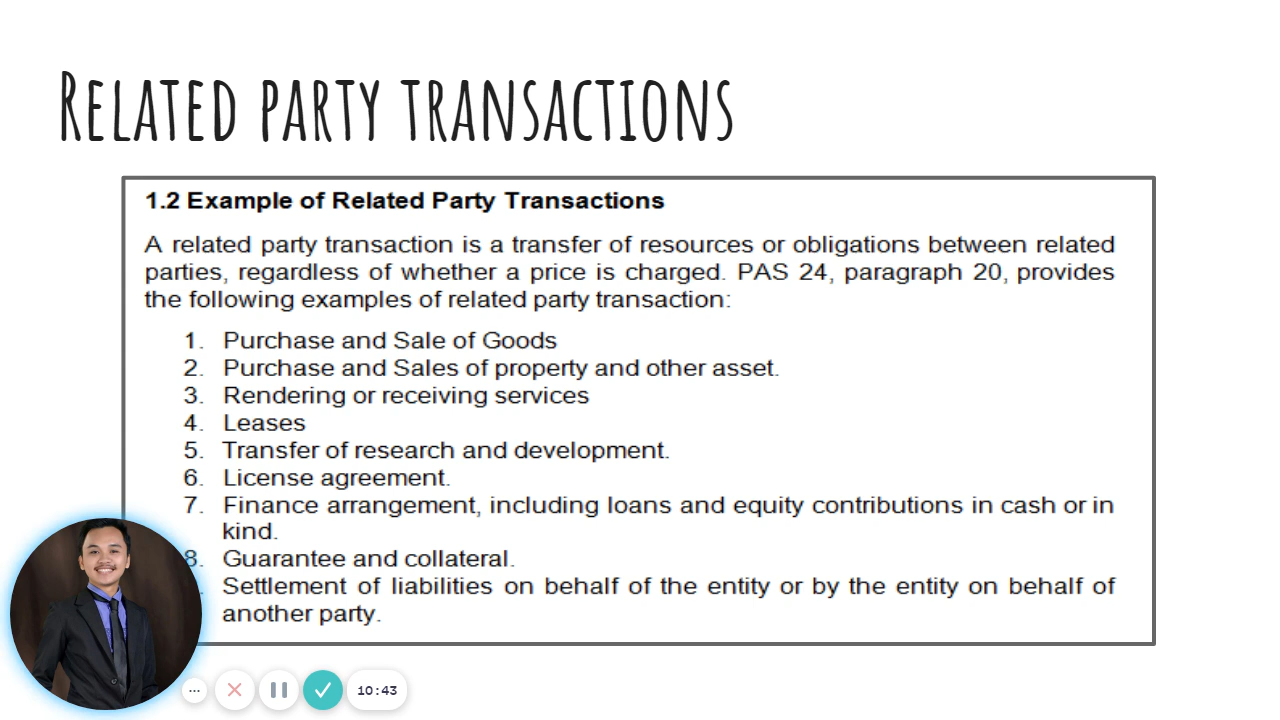 Related party transactions
1.2 Example of Related Party Transactions
A related party transaction is a transfer of resources or obligations between related
parties, regardless of whether a price is charged. PAS 24, paragraph 20, provides
the following examples of related party transaction:
1. Purchase and Sale of Goods
2. Purchase and Sales of property and other asset.
3. Rendering or receiving services
4. Leases
5. Transfer of research and development.
6. License agreement.
7. Finance arrangement, including loans and equity contributions in cash or in
kind.
8. Guarantee and collateral.
Settlement of liabilities on behalf of the entity or by the entity on behalf of
another party.
10:43